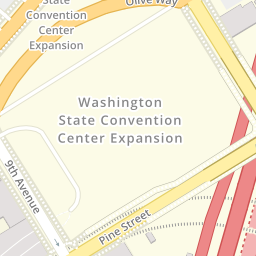 State
Convention
Center
Expansion
Olive Way
Washington
State Convention
Center Expansion
9th Avenue
Pine Street